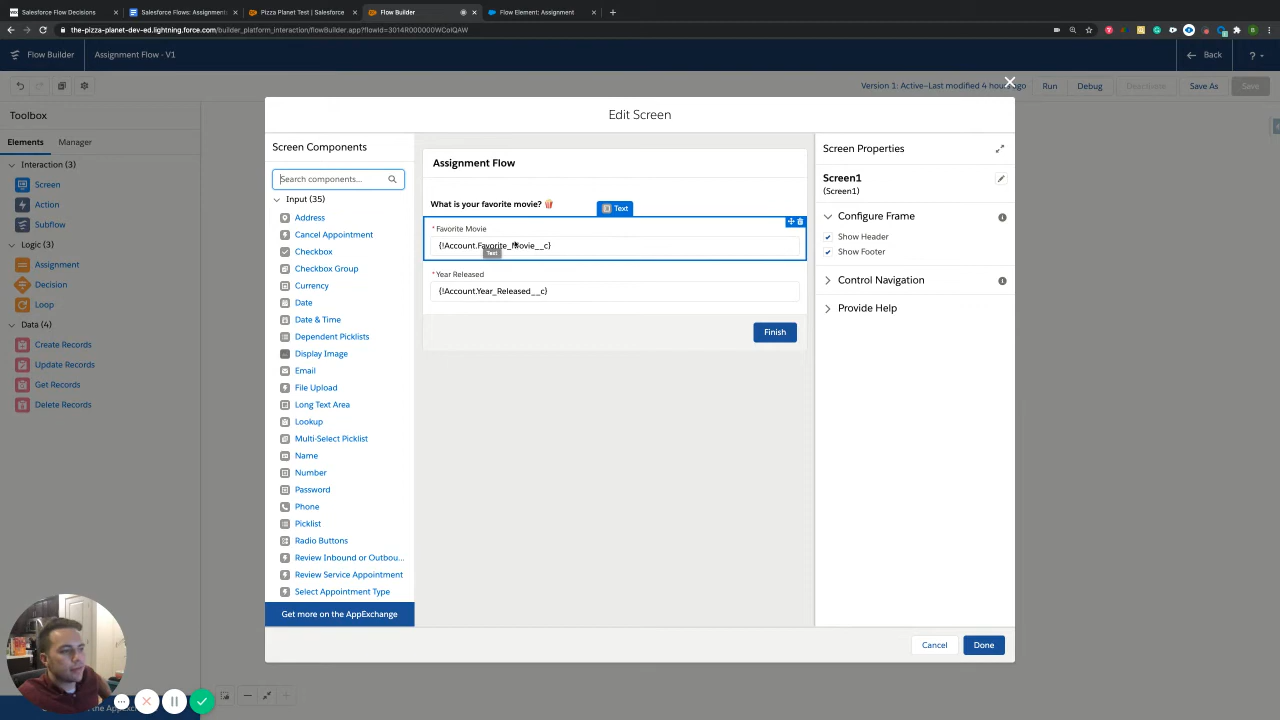 Salesforce Flow Decisions
Salesforce Flows: Assignment
Pizza Planet Test | Salesforce
Flow Builder
Flow Element: Assignment
the-pizza-planet-dev-ed.lightning.force.com/builder_platform_interaction/flowBuilder.app?flowId=3014R000000WCoIQAW
Flow Builder
Assignment Flow - V1
Back
?
Version 1: Active–Last modified 4 hours ago
Run
Debug
Deactivate
Save As
Save
Toolbox
Elements
Manager
Interaction (3)
Screen
Action
Subflow
Logic (3)
Assignment
Decision
Loop
Data (4)
Create Records
Update Records
Get Records
Delete Records
Edit Screen
Screen Components
Search components...
Input (35)
Address
Cancel Appointment
Checkbox
Checkbox Group
Currency
Date
Date & Time
Dependent Picklists
Display Image
Email
File Upload
Long Text Area
Lookup
Multi-Select Picklist
Name
Number
Password
Phone
Picklist
Radio Buttons
Review Inbound or Outbou...
Review Service Appointment
Select Appointment Type
Get more on the AppExchange
Assignment Flow
What is your favorite movie? 🍿
Text
* Favorite Movie
{!Account.Favorite_Movie__c}
Text
* Year Released
{!Account.Year_Released__c}
Finish
Screen Properties
Screen1
(Screen1)
Configure Frame
Show Header
Show Footer
Control Navigation
Provide Help
Cancel
Done